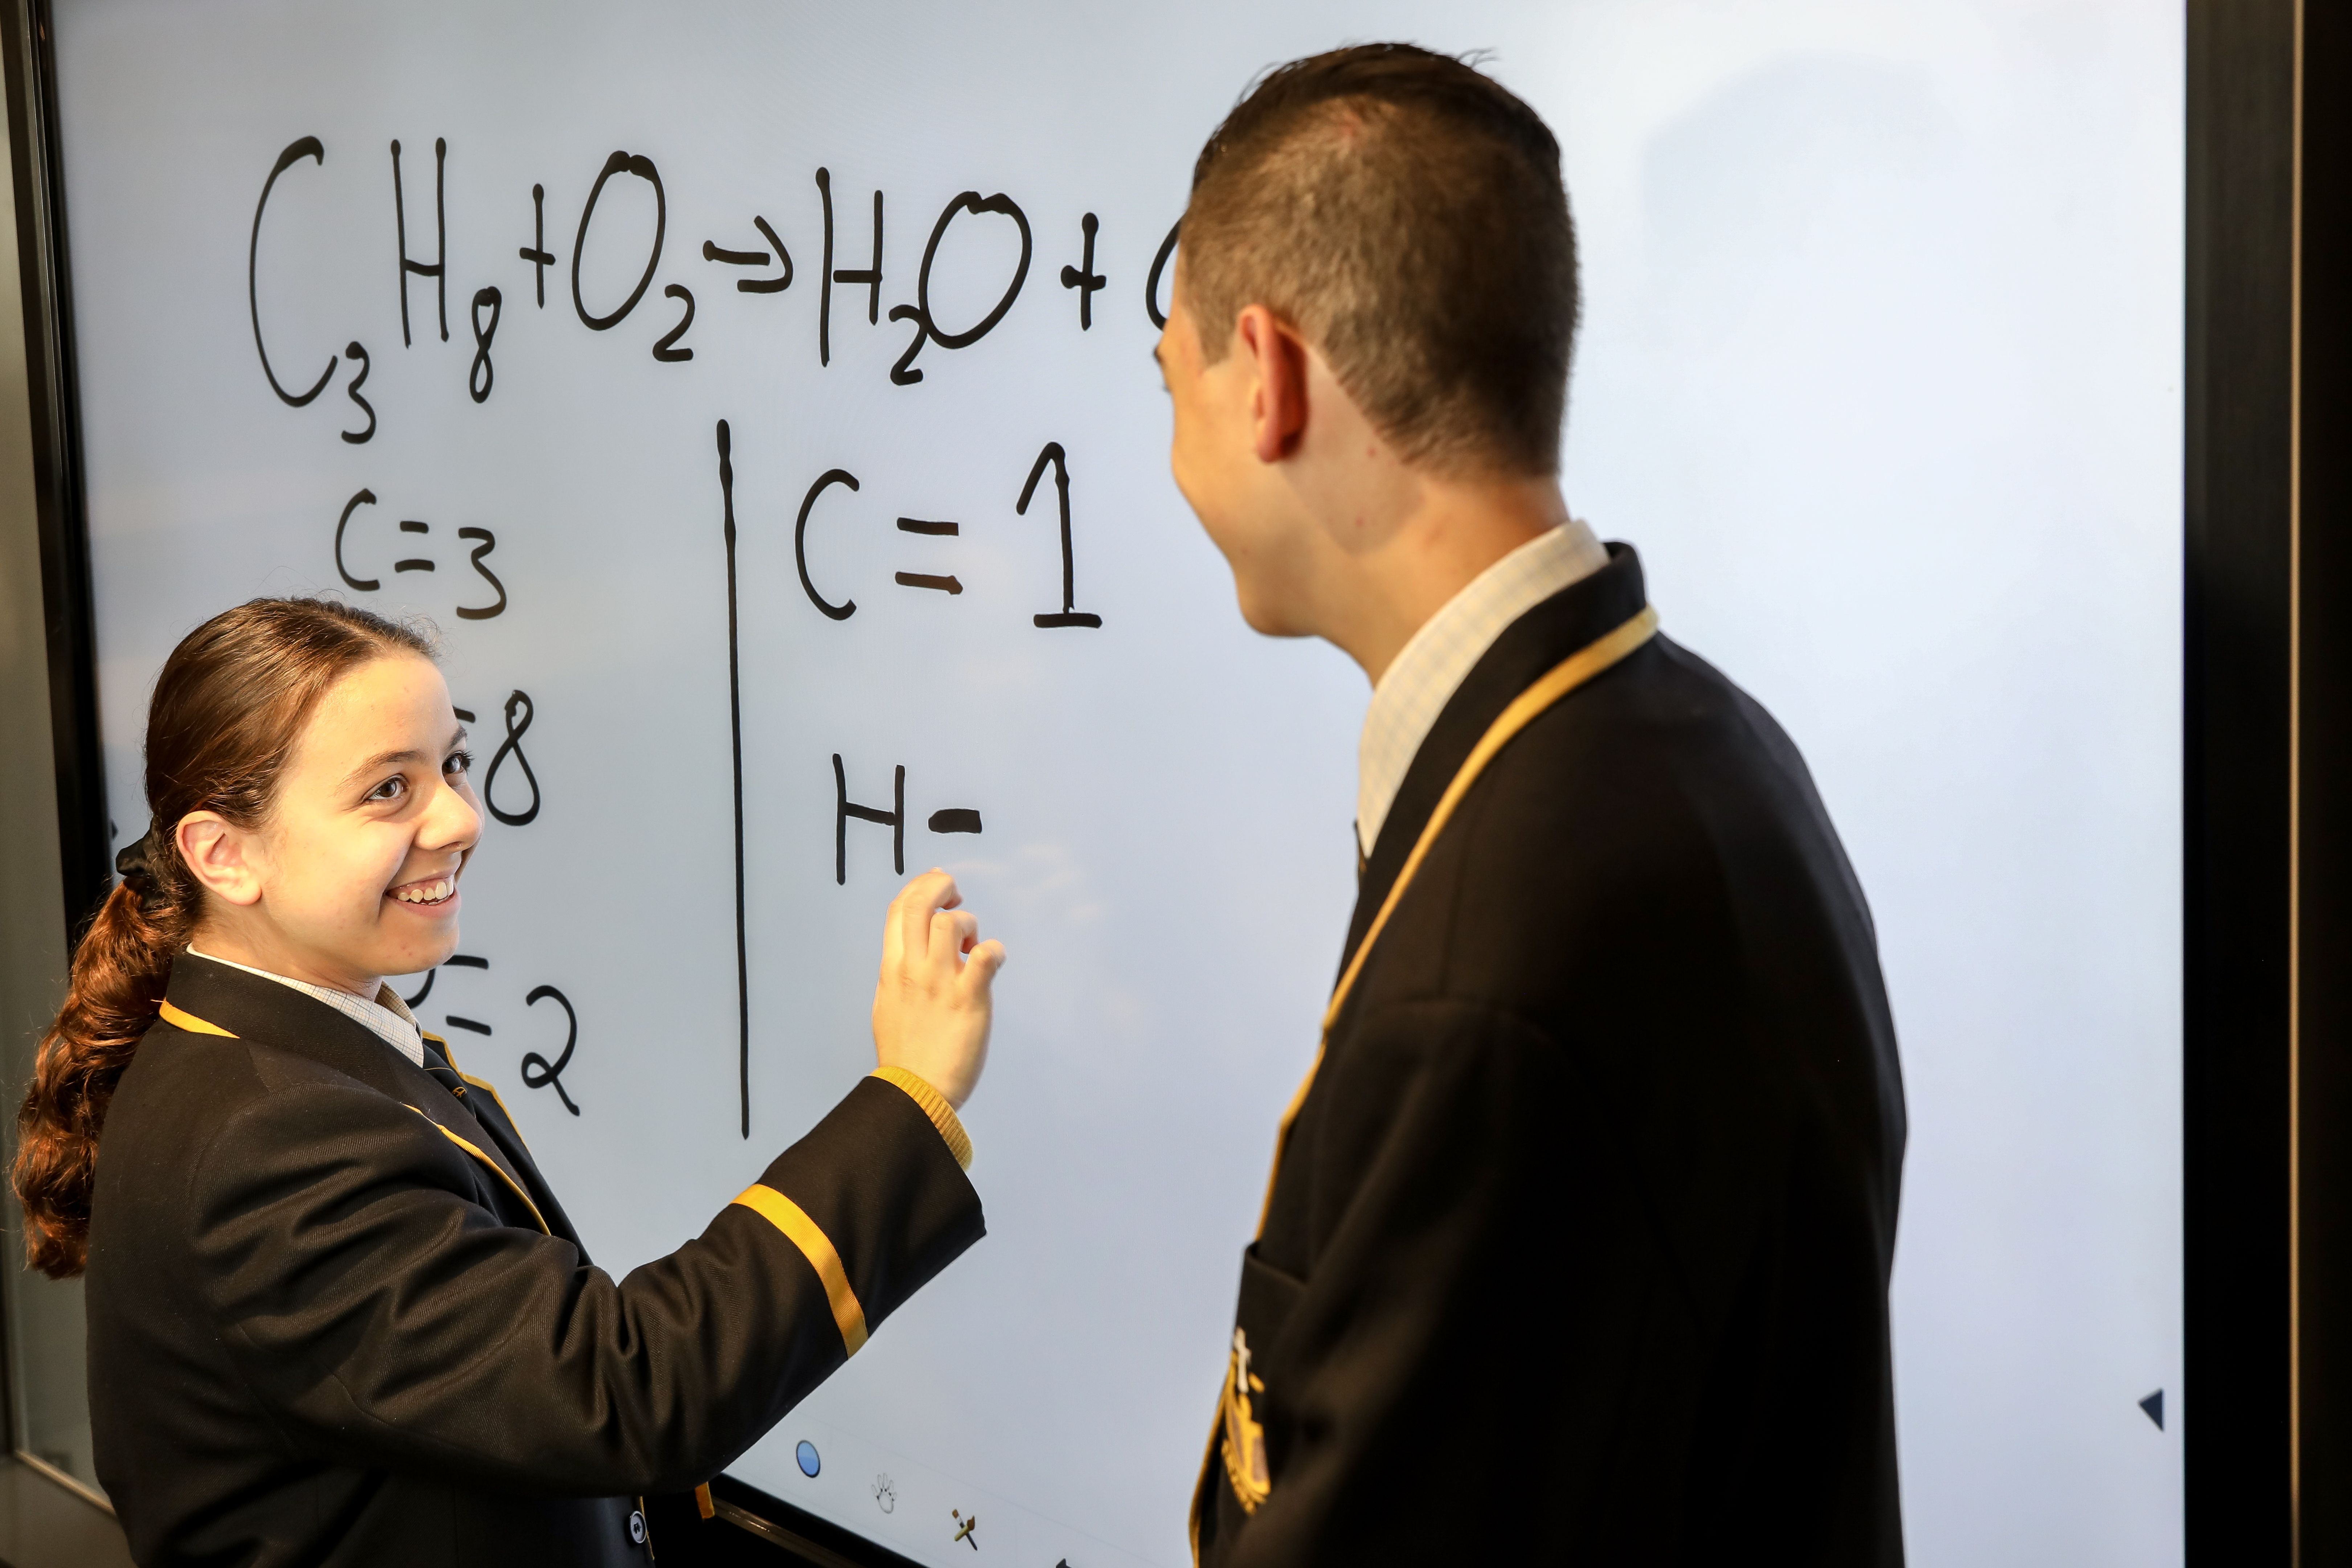 C₃H₈+O₂→H₂O+
C=3
C=1
=8
H-
=2